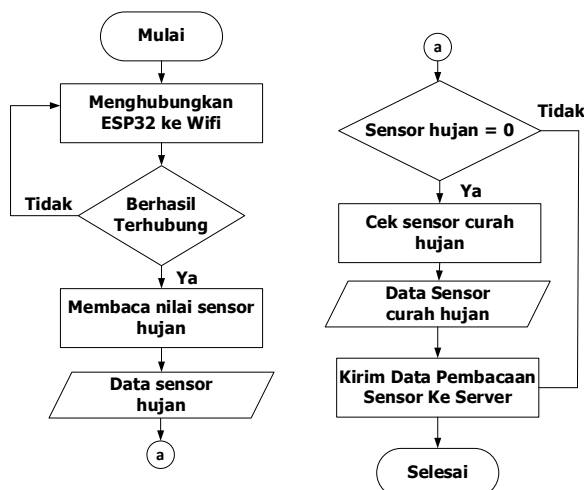 Mulai
Menghubungkan
ESP32 ke Wifi
Tidak
Berhasil
Terhubung
Ya
Membaca nilai sensor
hujan
Data sensor
hujan
a
a
Tidak
Sensor hujan = 0
Ya
Cek sensor curah
hujan
Data Sensor
curah hujan
Kirim Data Pembacaan
Sensor Ke Server
Selesai